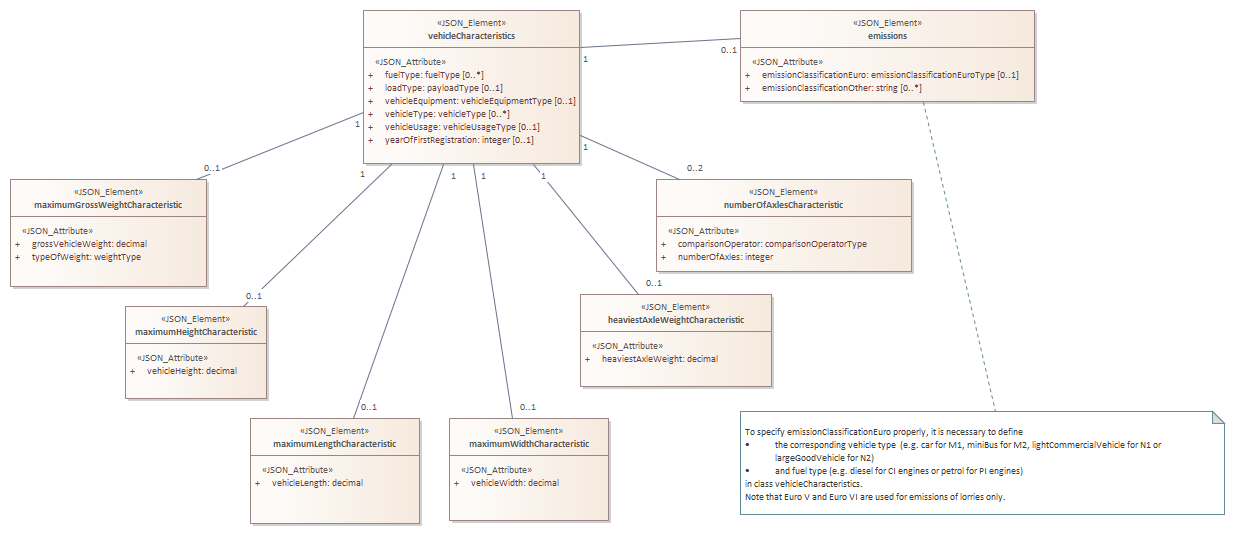 «JSON_Element»
vehicleCharacteristics
«JSON_Attribute»
+ fuelType: fuelType [0..*]
+ loadType: payloadType [0..1]
+ vehicleEquipment: vehicleEquipmentType [0..1]
+ vehicleType: vehicleType [0..*]
+ vehicleUsage: vehicleUsageType [0..1]
+ yearOfFirstRegistration: integer [0..1]
«JSON_Element»
emissions
«JSON_Attribute»
+ emissionClassificationEuro: emissionClassificationEuroType [0..1]
+ emissionClassificationOther: string [0..*]
1
0..1
1
0..1
1
0..2
1
1
1
1
«JSON_Element»
maximumGrossWeightCharacteristic
«JSON_Attribute»
+ grossVehicleWeight: decimal
+ typeOfWeight: weightType
«JSON_Element»
numberOfAxlesCharacteristic
«JSON_Attribute»
+ comparisonOperator: comparisonOperatorType
+ numberOfAxles: integer
0..1
0..1
«JSON_Element»
maximumHeightCharacteristic
«JSON_Attribute»
+ vehicleHeight: decimal
«JSON_Element»
heaviestAxleWeightCharacteristic
«JSON_Attribute»
+ heaviestAxleWeight: decimal
0..1
0..1
«JSON_Element»
maximumLengthCharacteristic
«JSON_Attribute»
+ vehicleLength: decimal
«JSON_Element»
maximumWidthCharacteristic
«JSON_Attribute»
+ vehicleWidth: decimal
To specify emissionClassificationEuro properly, it is necessary to define
• the corresponding vehicle type (e.g. car for M1, miniBus for M2, lightCommercialVehicle for N1 or
largeGoodVehicle for N2)
• and fuel type (e.g. diesel for CI engines or petrol for PI engines)
in class vehicleCharacteristics.
Note that Euro V and Euro VI are used for emissions of lorries only.